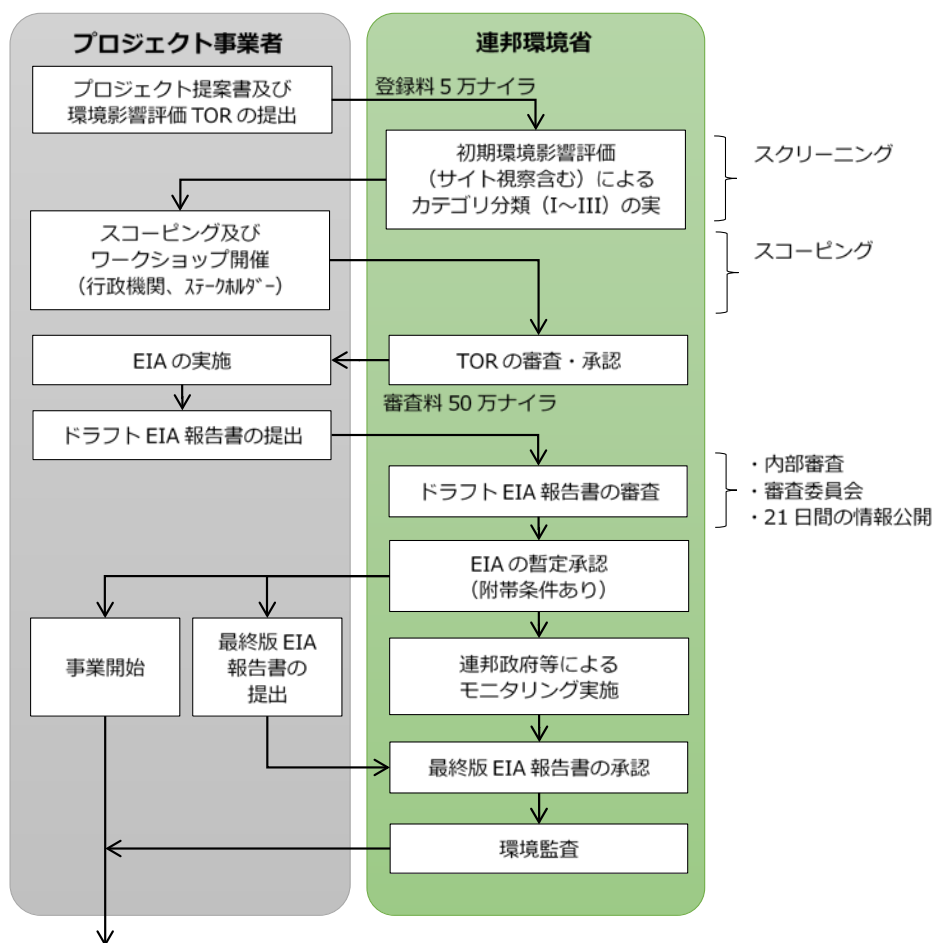 プロジェクト事業者
連邦環境省
プロジェクト提案書及び
環境影響評価 TOR の提出
登録料 5 万ナイラ
初期環境影響評価
（サイト視察含む）による
カテゴリ分類（I～III）の実
スクリーニング
スコーピング及び
ワークショップ開催
（行政機関、ｽﾃｰｸﾎﾙﾀﾞｰ）
スコーピング
EIA の実施
TOR の審査・承認
審査料 50 万ナイラ
ドラフト EIA 報告書の提出
ドラフト EIA 報告書の審査
・内部審査
・審査委員会
・21 日間の情報公開
EIA の暫定承認
（附帯条件あり）
事業開始
最終版 EIA
報告書の
提出
連邦政府等による
モニタリング実施
最終版 EIA 報告書の承認
環境監査